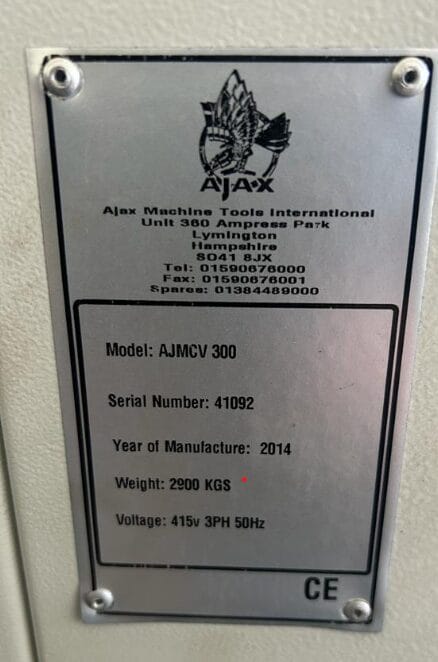 AJAX
Ajax Machine Tools International
Unit 360 Ampress Park
Lymington
Hampshire
SO41 8JX
Tel: 01590676000
Fax: 01590676001
Spares: 01384489000
Model: AJMCV 300
Serial Number: 41092
Year of Manufacture: 2014
Weight: 2900 KGS
Voltage: 415v 3PH 50Hz
CE